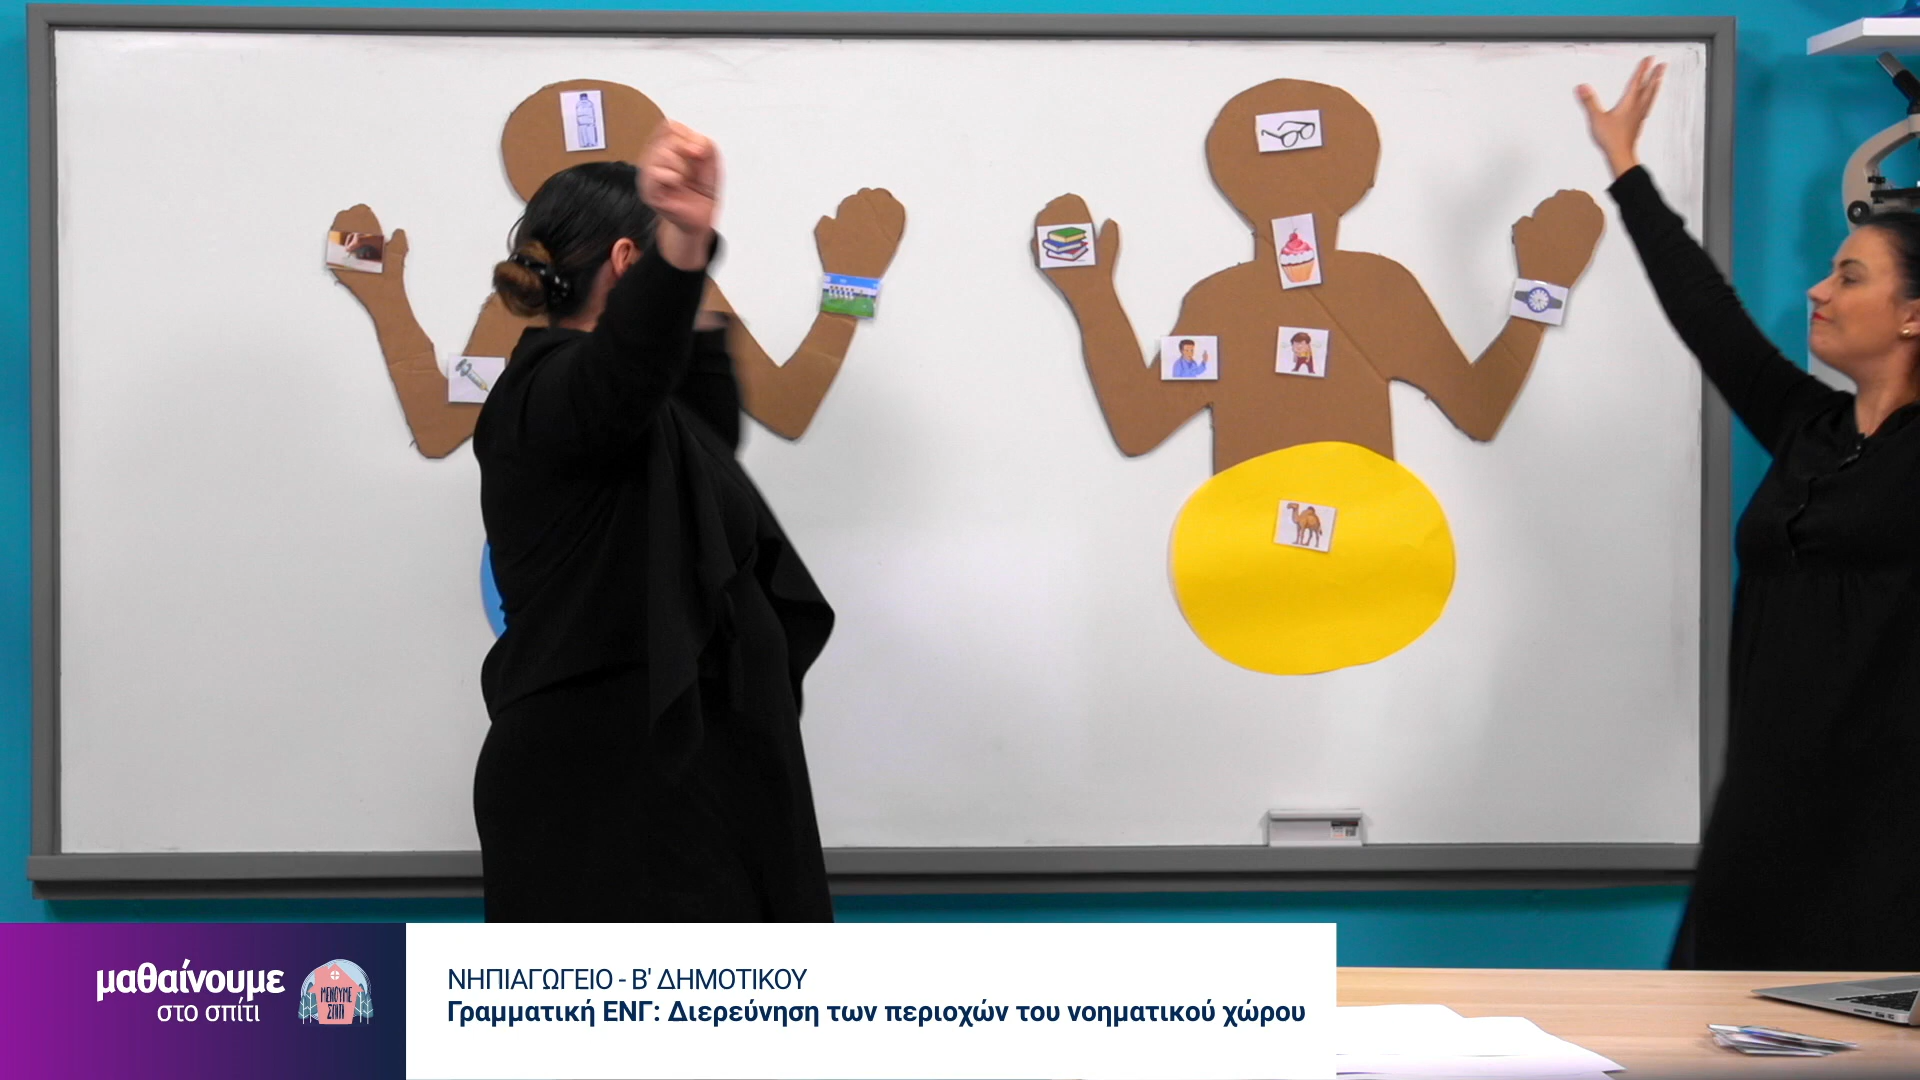 μαθαίνουμε
στο σπίτι
ΜΕΝΟΥΜΕ
ΣΠΙΤΙ
ΝΗΠΙΑΓΩΓΕΙΟ - Β' ΔΗΜΟΤΙΚΟΥ
Γραμματική ΕΝΓ: Διερεύνηση των περιοχών του νοηματικού χώρου